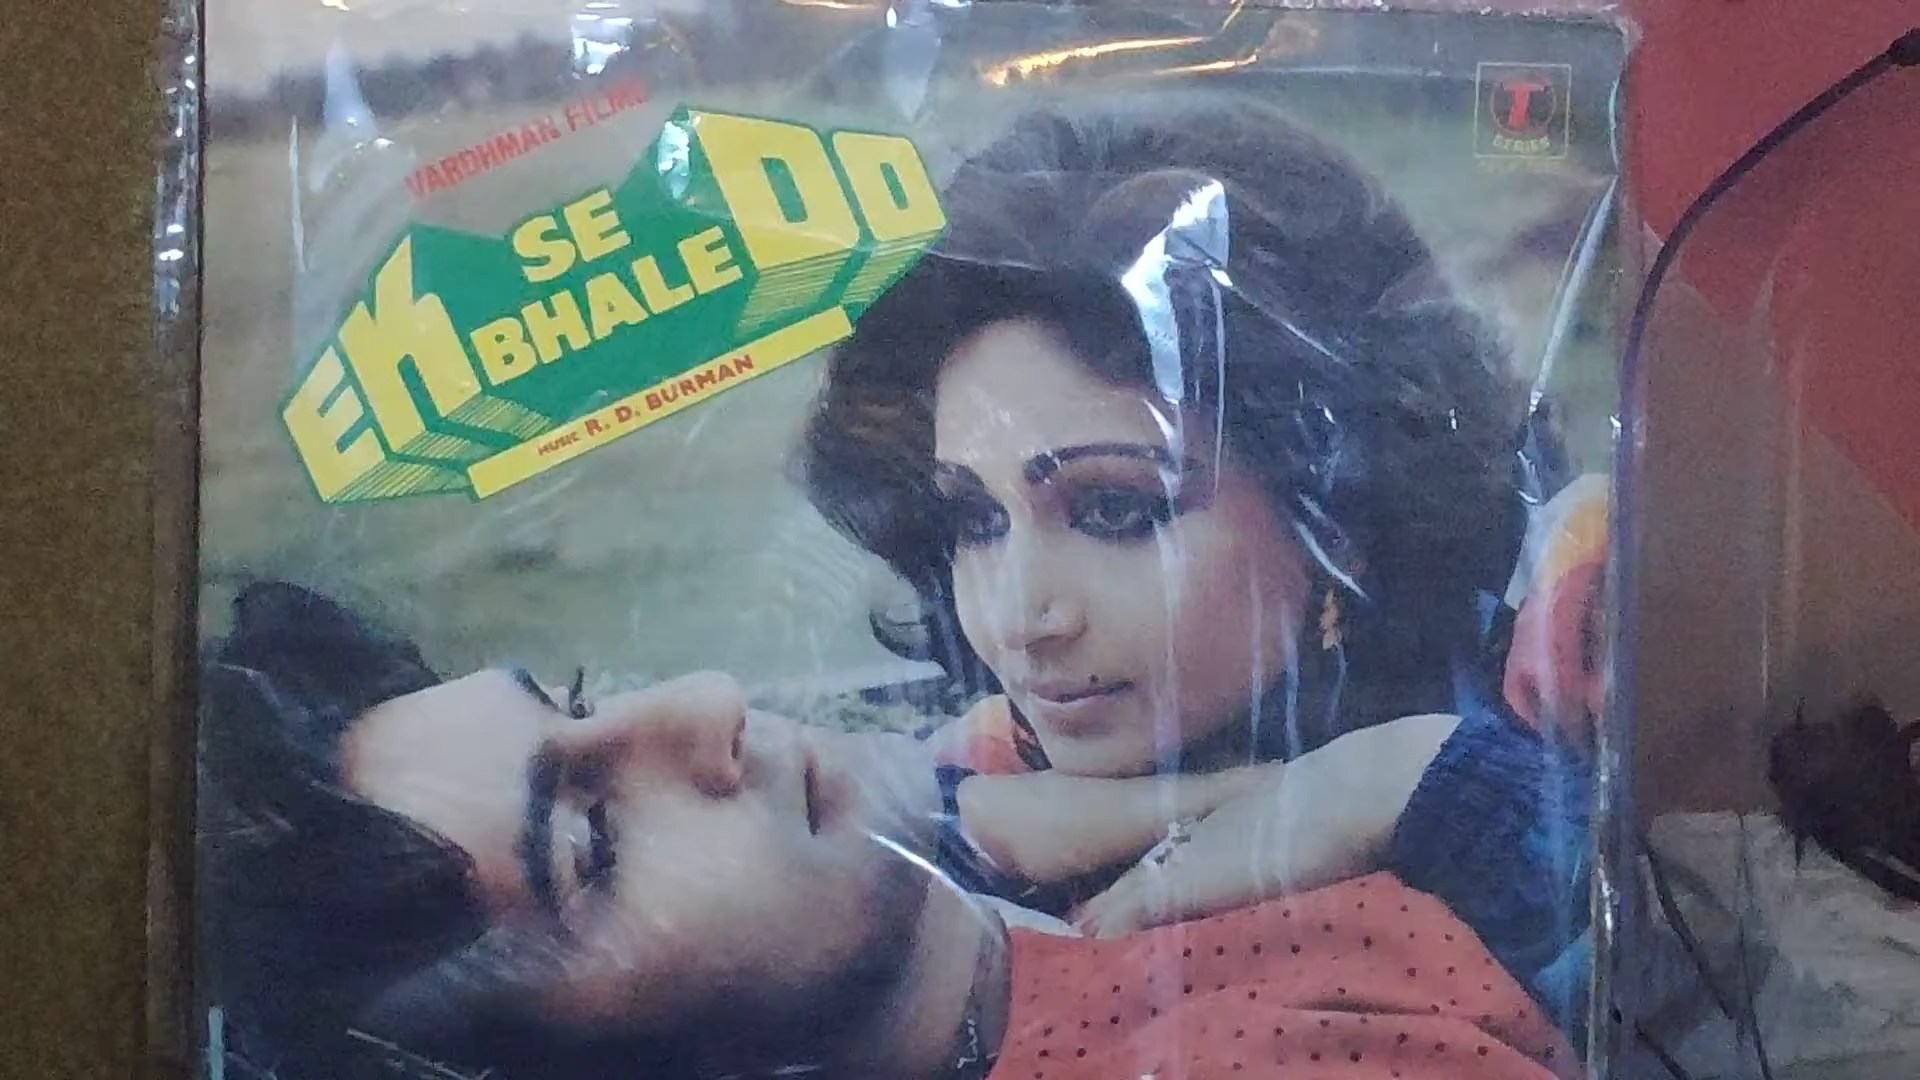 VARDHMAN FILMS
EK SE BHALE DO
MUSIC R. D. BURMAN
T
SERIES